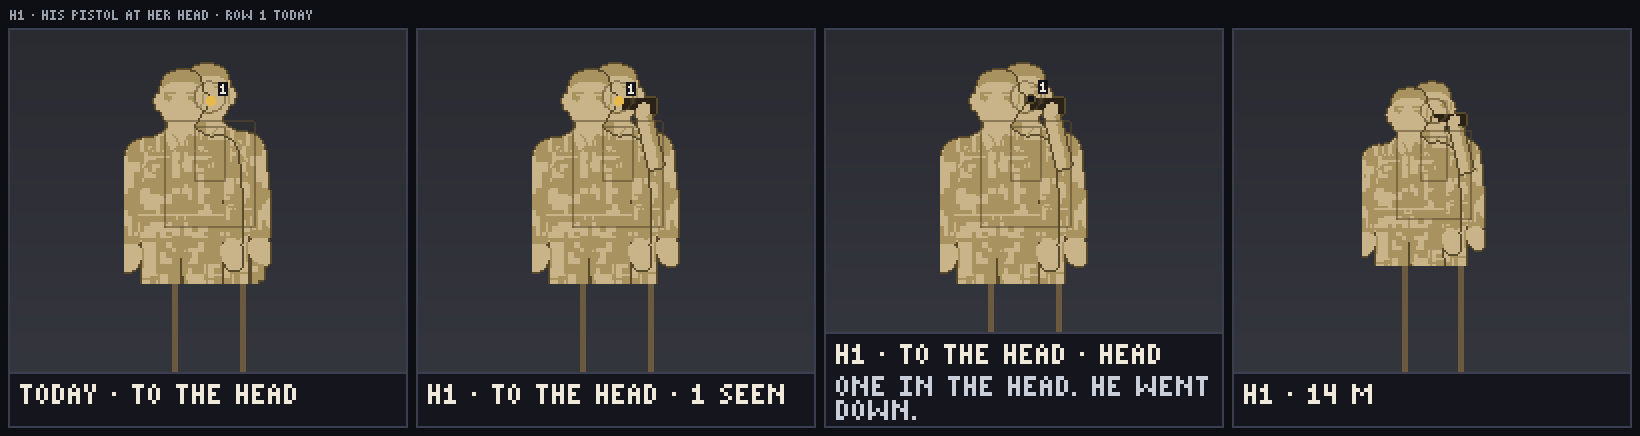 H1 · HIS PISTOL AT HER HEAD · ROW 1 TODAY
1
1
1
TODAY · TO THE HEAD
H1 · TO THE HEAD · 1 SEEN
H1 · TO THE HEAD · HEAD
ONE IN THE HEAD. HE WENT
DOWN.
H1 · 14 M